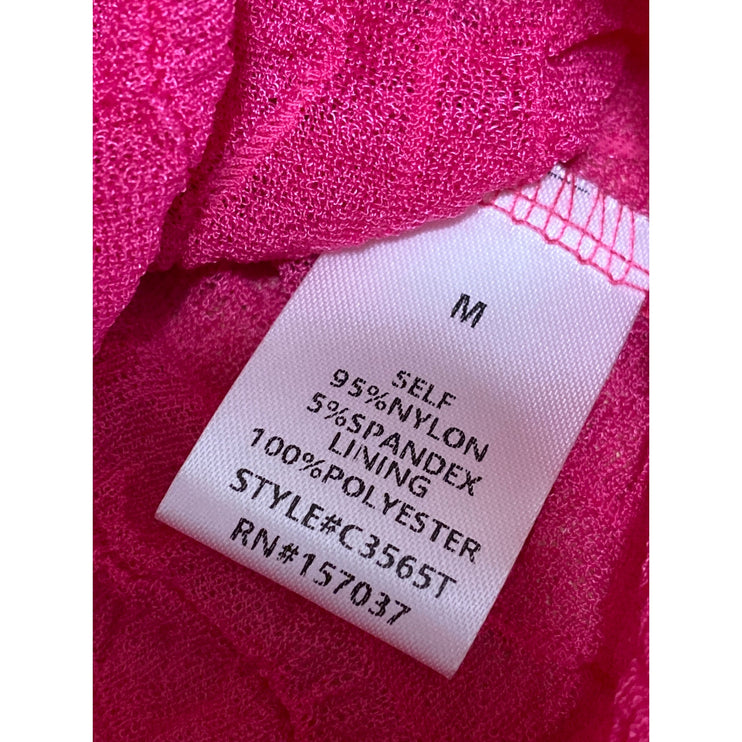 M
SELF
95%NYLON
5%SPANDEX
LINING
100%POLYESTER
STYLE#C3565T
RN#157037